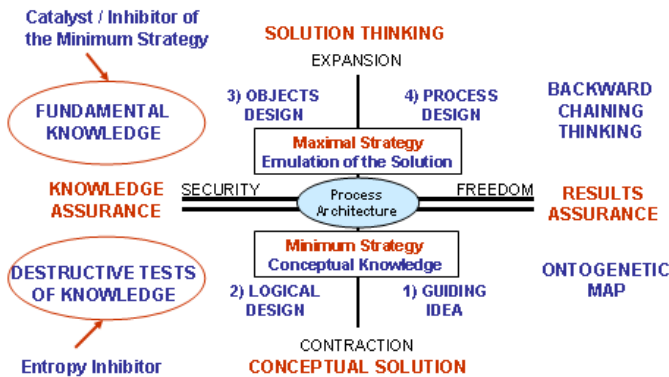 Catalyst / Inhibitor of
the Minimum Strategy
SOLUTION THINKING
EXPANSION
FUNDAMENTAL
KNOWLEDGE
3) OBJECTS
DESIGN
4) PROCESS
DESIGN
BACKWARD
CHAINING
THINKING
Maximal Strategy
Emulation of the Solution
KNOWLEDGE
ASSURANCE
SECURITY
Process
Architecture
FREEDOM
RESULTS
ASSURANCE
Minimum Strategy
Conceptual Knowledge
DESTRUCTIVE TESTS
OF KNOWLEDGE
2) LOGICAL
DESIGN
1) GUIDING
IDEA
ONTOGENETIC
MAP
CONTRACTION
Entropy Inhibitor
CONCEPTUAL SOLUTION